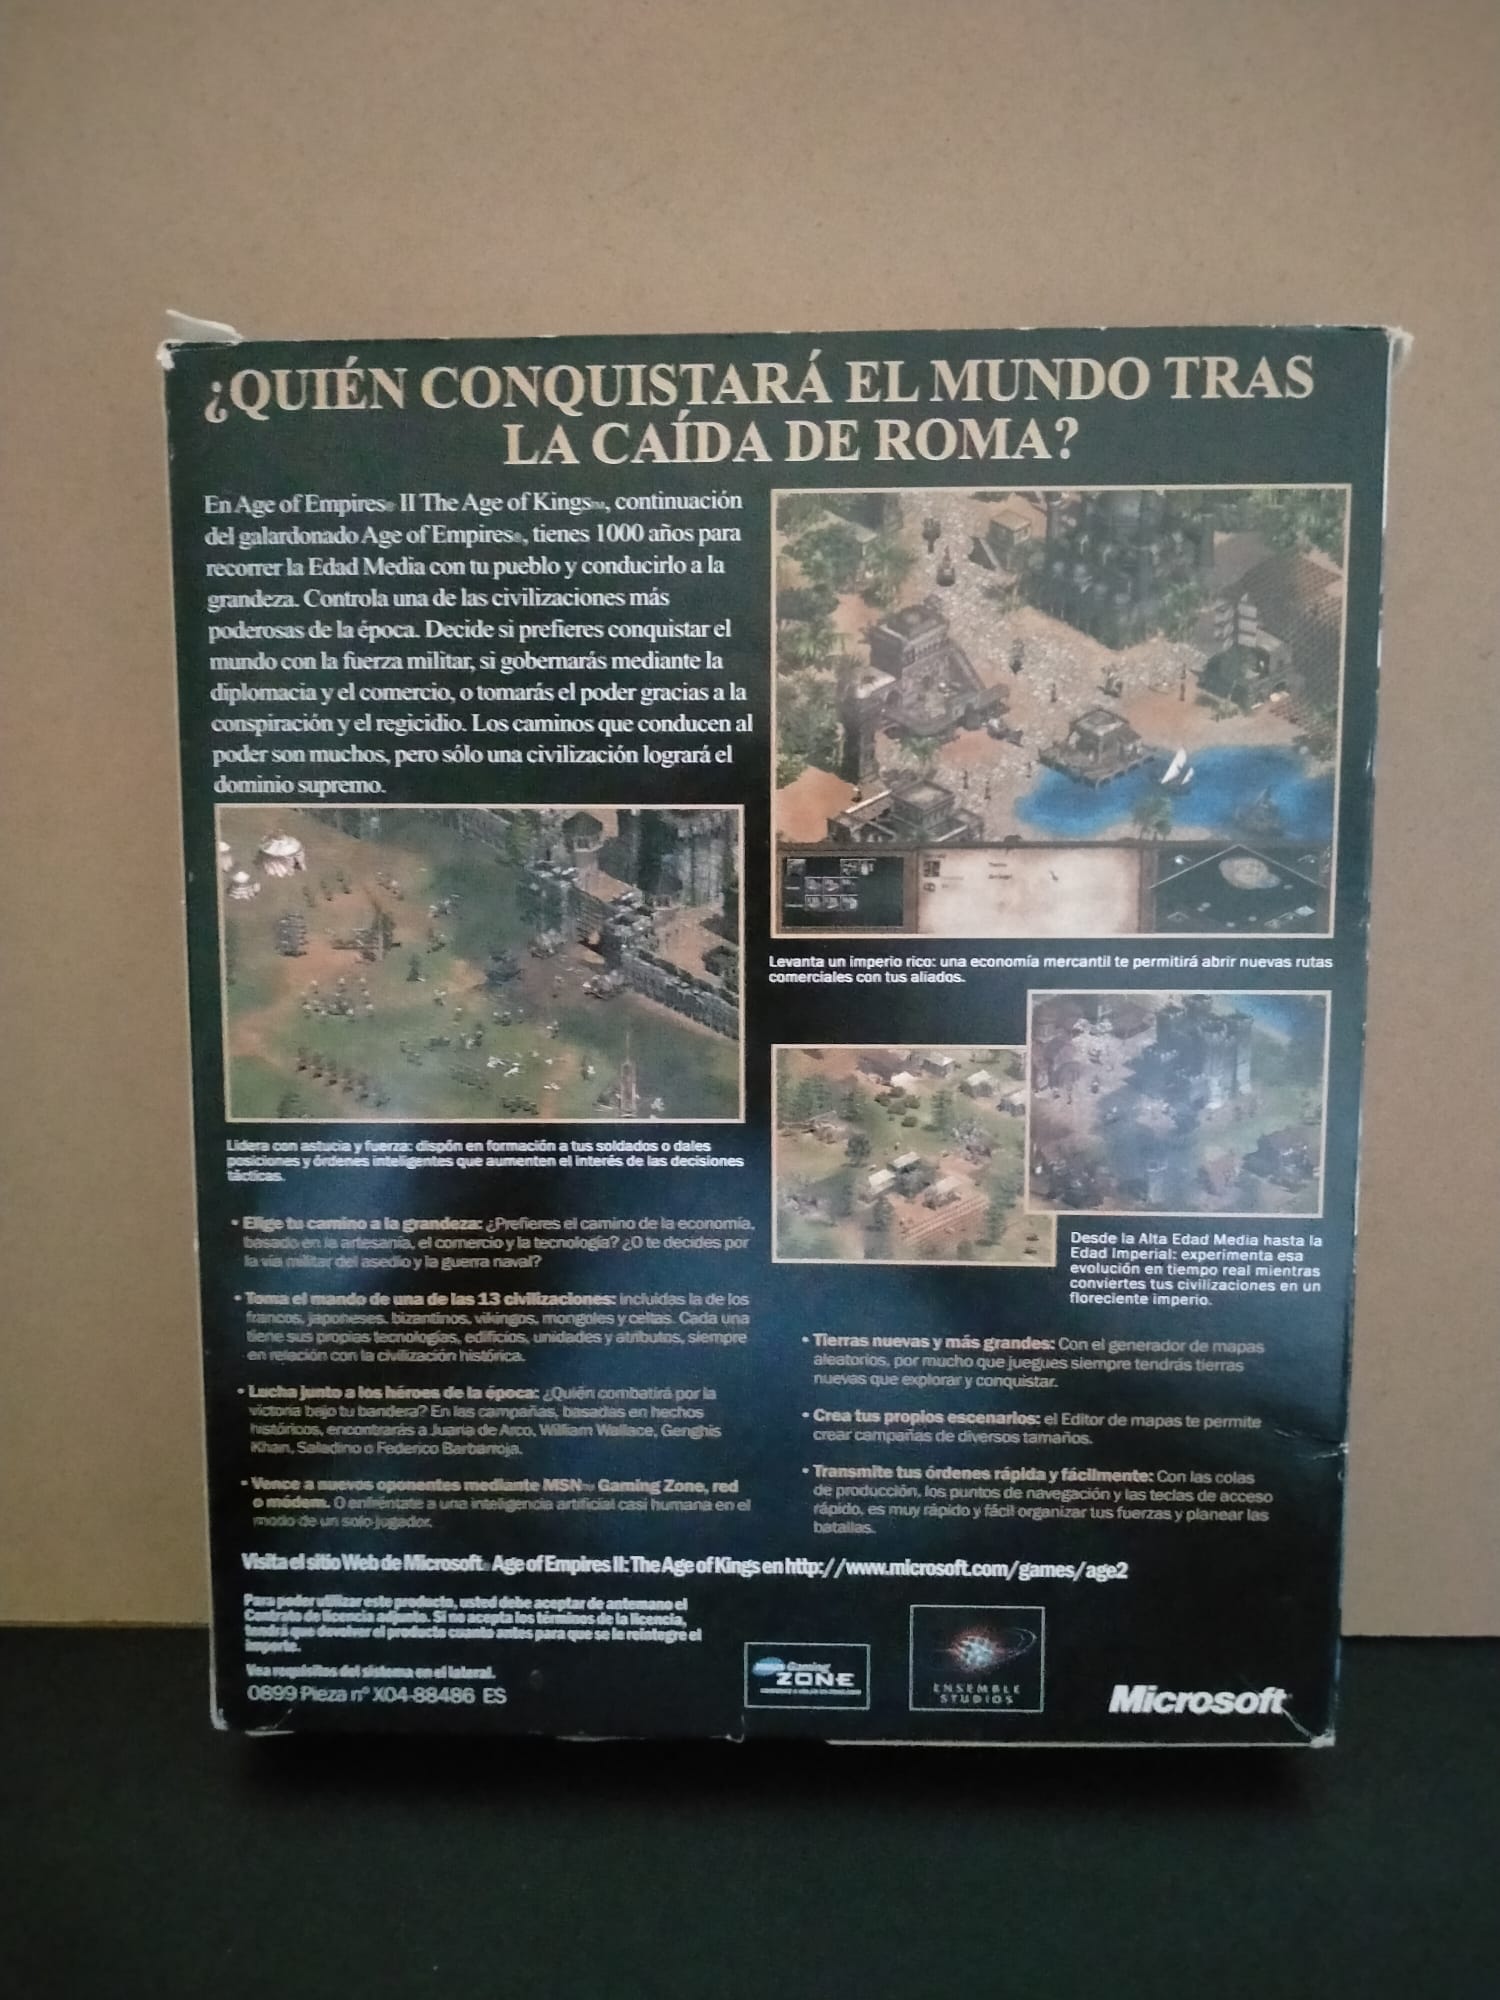 ¿QUIÉN CONQUISTARÁ EL MUNDO TRAS
LA CAÍDA DE ROMA?
En Age of Empires® II The Age of Kings™, continuación
del galardonado Age of Empires®, tienes 1000 años para
recorrer la Edad Media con tu pueblo y conducirlo a la
grandeza. Controla una de las civilizaciones más
poderosas de la época. Decide si prefieres conquistar el
mundo con la fuerza militar, si gobernarás mediante la
diplomacia y el comercio, o tomarás el poder gracias a la
conspiración y el regicidio. Los caminos que conducen al
poder son muchos, pero sólo una civilización logrará el
dominio supremo.
Levanta un imperio rico: una economía mercantil te permitirá abrir nuevas rutas
comerciales con tus aliados.
Lidera con astucia y fuerza: dispón en formación a tus soldados o dales
posiciones y órdenes inteligentes que aumenten el interés de las decisiones
tácticas.
Desde la Alta Edad Media hasta la
Edad Imperial: experimenta esa
evolución en tiempo real mientras
conviertes tus civilizaciones en un
floreciente imperio.
• Elige tu camino a la grandeza: ¿Prefieres el camino de la economía,
basado en la artesanía, el comercio y la tecnología? ¿O te decides por
la vía militar del asedio y la guerra naval?
• Toma el mando de una de las 13 civilizaciones: incluidas la de los
francos, japoneses, bizantinos, vikingos, mongoles y celtas. Cada una
tiene sus propias tecnologías, edificios, unidades y atributos, siempre
en relación con la civilización histórica.
• Lucha junto a los héroes de la época: ¿Quién combatirá por la
victoria bajo tu bandera? En las campañas, basadas en hechos
históricos, encontrarás a Juana de Arco, William Wallace, Genghis
Khan, Saladino o Federico Barbarroja.
• Vence a nuevos oponentes mediante MSN™ Gaming Zone, red
o módem. O enfréntate a una inteligencia artificial casi humana en el
modo de un solo jugador.
• Tierras nuevas y más grandes: Con el generador de mapas
aleatorios, por mucho que juegues siempre tendrás tierras
nuevas que explorar y conquistar.
• Crea tus propios escenarios: el Editor de mapas te permite
crear campañas de diversos tamaños.
• Transmite tus órdenes rápida y fácilmente: Con las colas
de producción, los puntos de navegación y las teclas de acceso
rápido, es muy rápido y fácil organizar tus fuerzas y planear las
batallas.
Visita el sitio Web de Microsoft® Age of Empires II: The Age of Kings en http://www.microsoft.com/games/age2
Para poder utilizar este producto, usted debe aceptar de antemano el
Contrato de licencia adjunto. Si no acepta los términos de la licencia,
tendrá que devolver el producto cuanto antes para que se le reintegre el
importe.
Vea requisitos del sistema en el lateral.
0899 Pieza nº X04-88486 ES
msn Gaming
ZONE
ENSEMBLE
STUDIOS
Microsoft